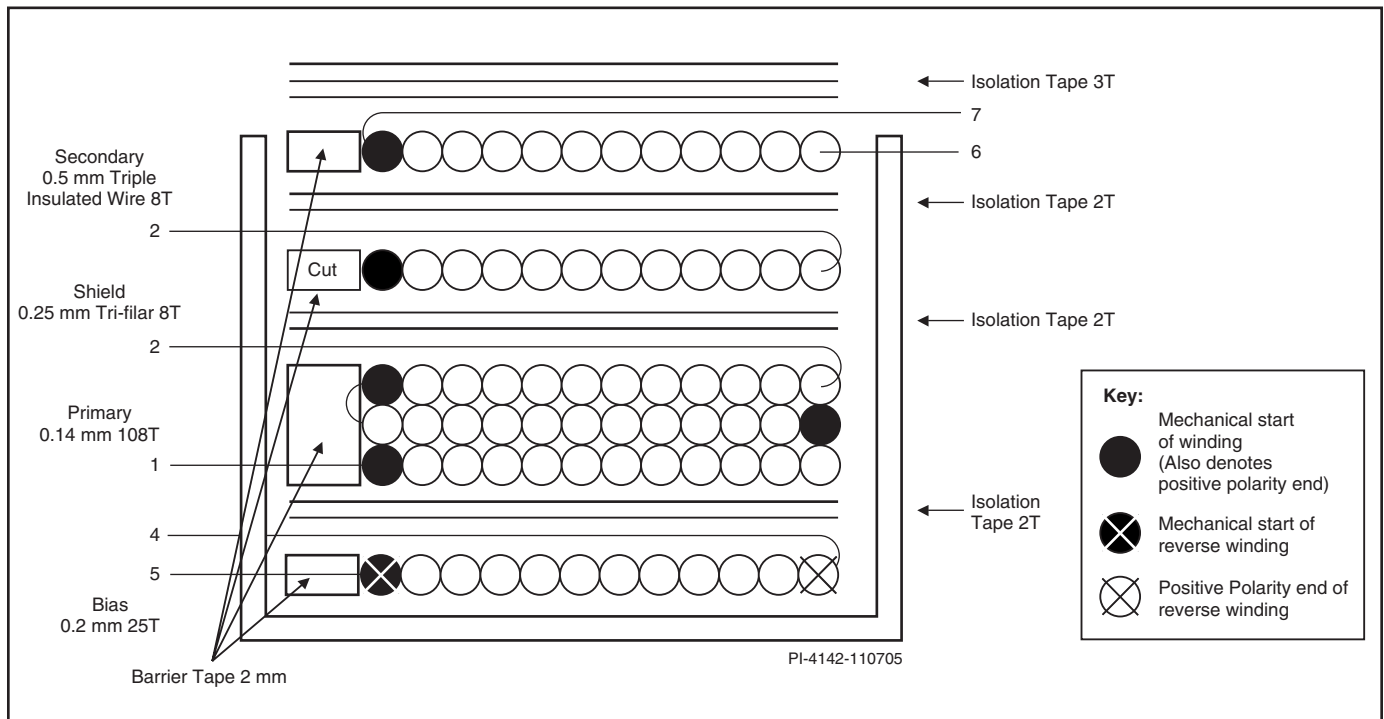 Isolation Tape 3T
7
6
Secondary
0.5 mm Triple
Insulated Wire 8T
Isolation Tape 2T
2
Cut
Shield
0.25 mm Tri-filar 8T
Isolation Tape 2T
2
Primary
0.14 mm 108T
1
Isolation
Tape 2T
4
5
Bias
0.2 mm 25T
Barrier Tape 2 mm
PI-4142-110705
Key:
Mechanical start
of winding
(Also denotes
positive polarity end)
Mechanical start of
reverse winding
Positive Polarity end of
reverse winding